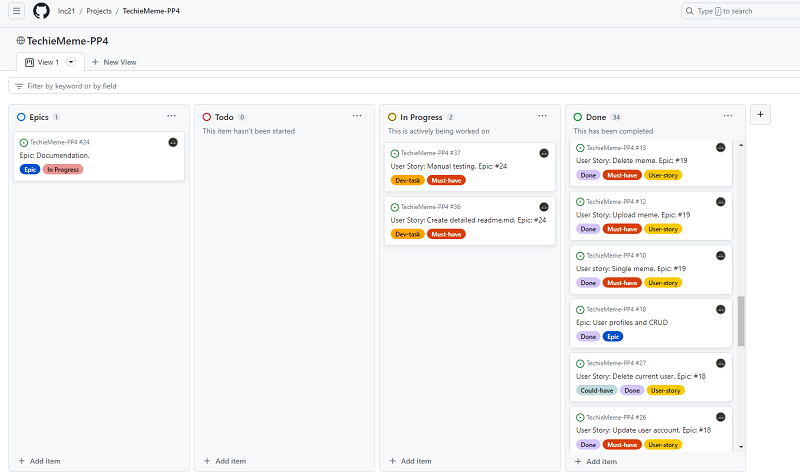 lnc21 / Projects / TechieMeme-PP4
Type / to search
TechieMeme-PP4
View 1
+ New View
Filter by keyword or by field
Epics 1
TechieMeme-PP4 #24
Epic: Documendation.
Epic In Progress
+ Add item
Todo 0
This item hasn't been started
+ Add item
In Progress 2
This is actively being worked on
TechieMeme-PP4 #37
User Story: Manual testing. Epic: #24
Dev-task Must-have
TechieMeme-PP4 #36
User Story: Create detailed readme.md. Epic: #24
Dev-task Must-have
+ Add item
Done 34
This has been completed
TechieMeme-PP4 #13
User Story: Delete meme. Epic: #19
Done Must-have User-story
TechieMeme-PP4 #12
User Story: Upload meme. Epic: #19
Done Must-have User-story
TechieMeme-PP4 #10
User story: Single meme. Epic: #19
Done Must-have User-story
TechieMeme-PP4 #18
Epic: User profiles and CRUD
Done Epic
TechieMeme-PP4 #27
User Story: Delete current user. Epic: #18
Could-have Done User-story
TechieMeme-PP4 #26
User Story: Update user account. Epic: #18
Done Must-have User-story
+ Add item